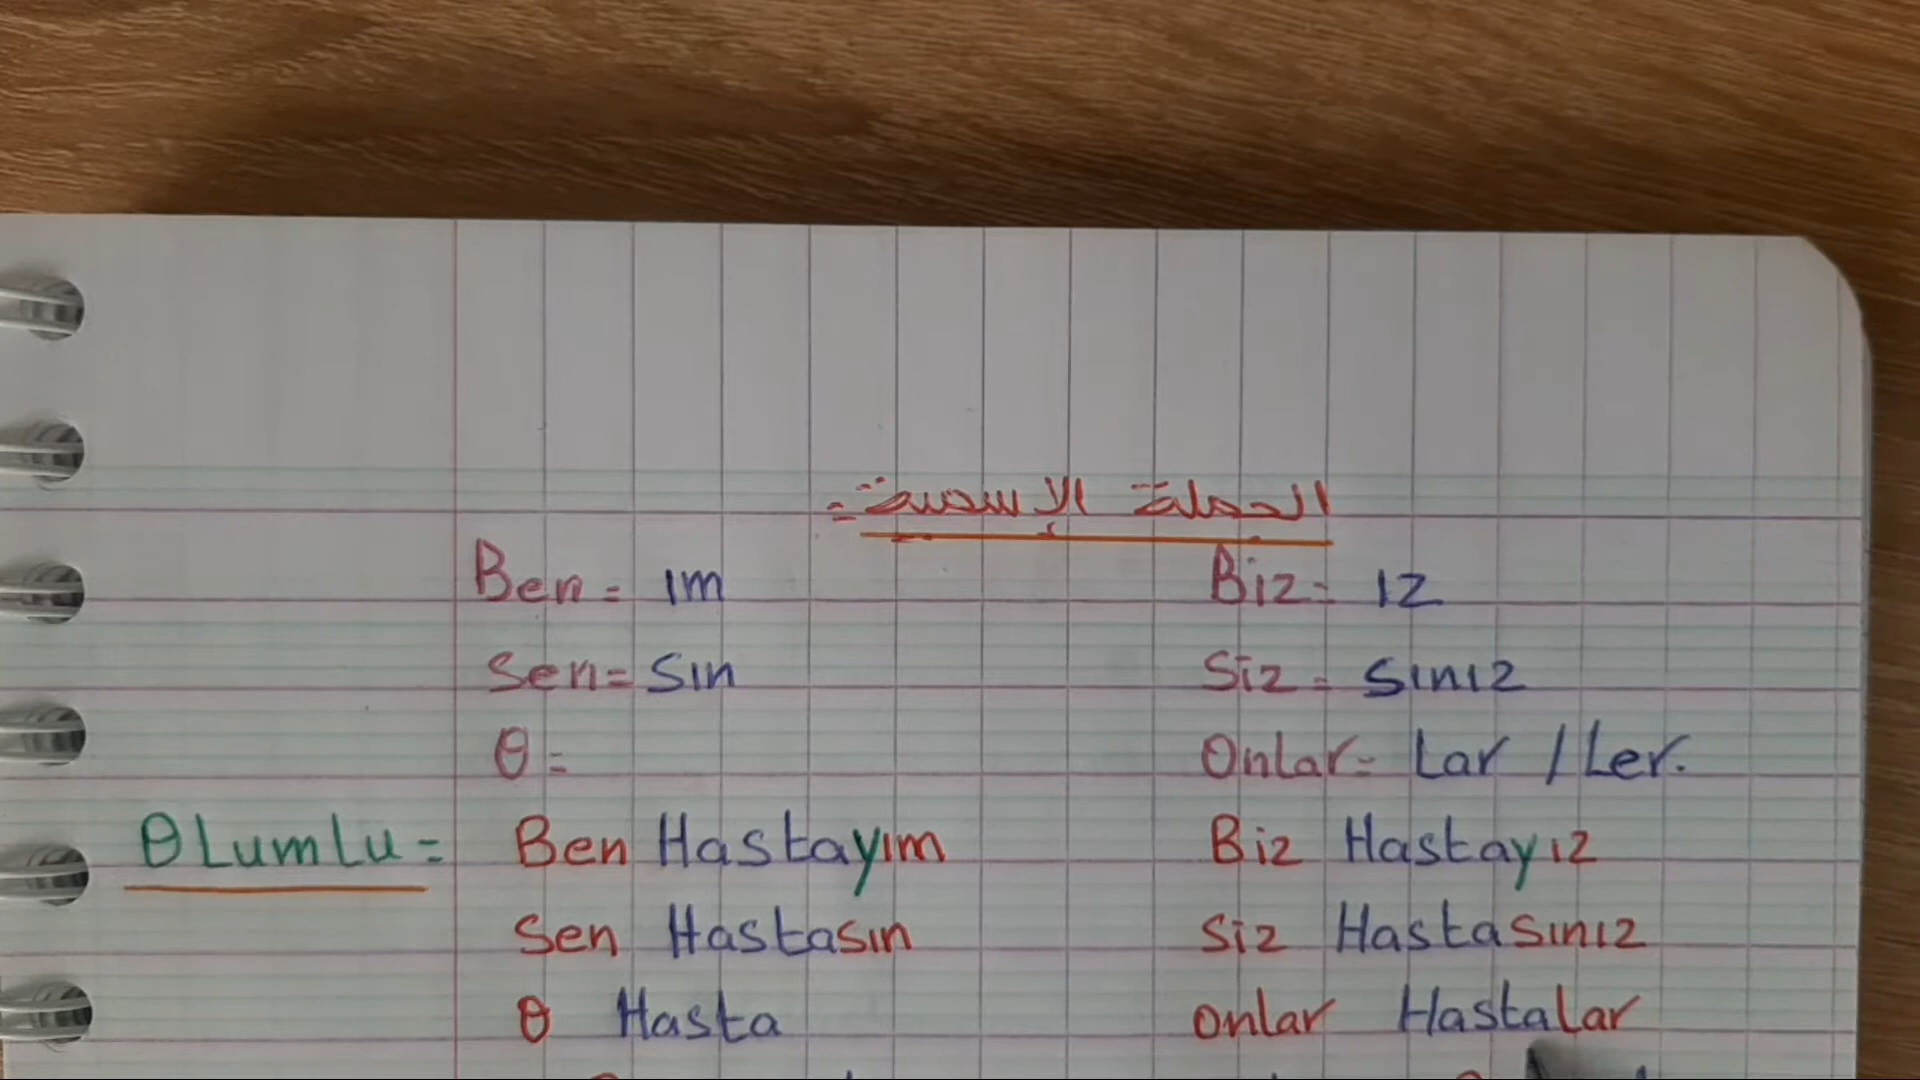 الجملة الإسمية:
Ben = ım Biz = ız
Sen = sın Siz = sınız
O = Onlar = Lar / Ler.
OLumLu = Ben Hastayım Biz Hastayız
Sen Hastasın Siz Hastasınız
O Hasta onlar Hastalar